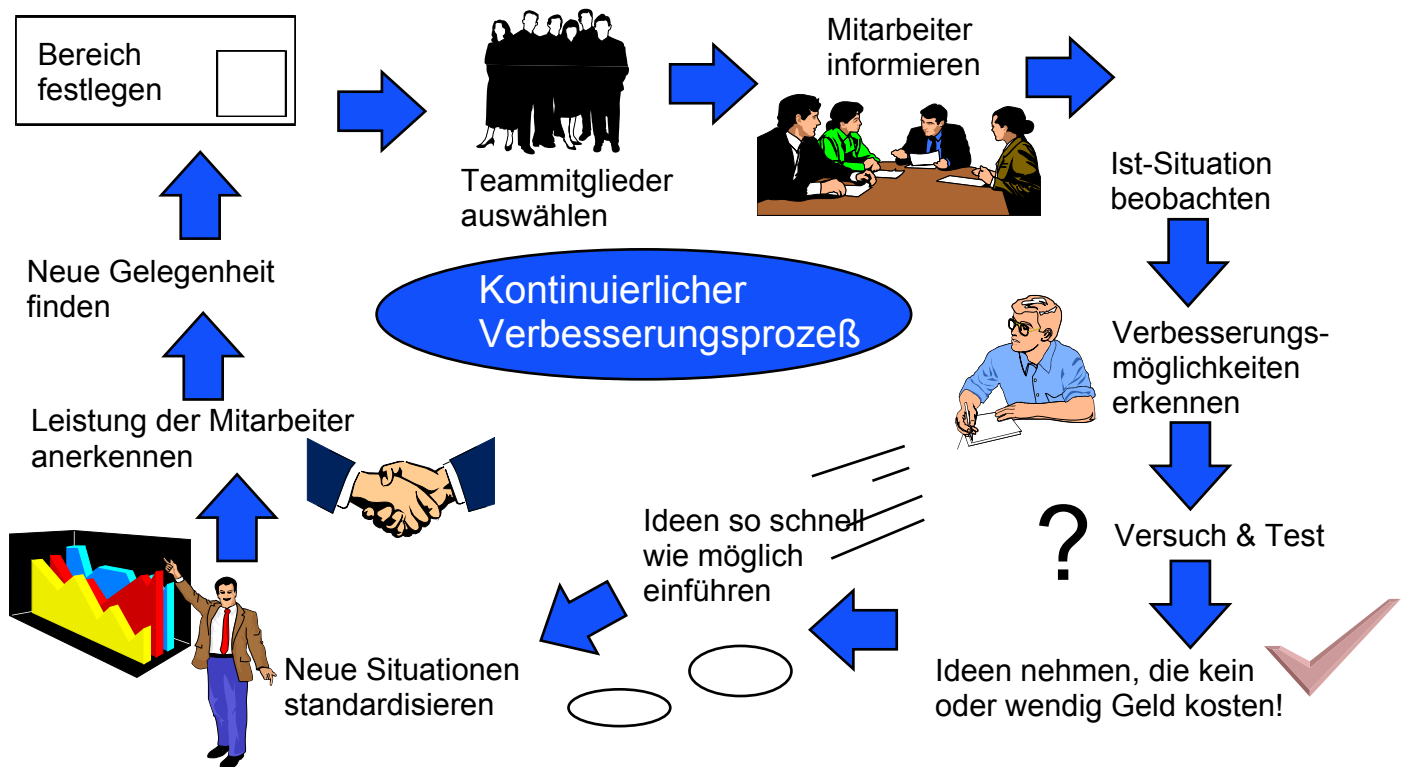 Bereich
festlegen
Teammitglieder
auswählen
Mitarbeiter
informieren
Ist-Situation
beobachten
Verbesserungs-
möglichkeiten
erkennen
Versuch & Test
?
Ideen nehmen, die kein
oder wendig Geld kosten!
Ideen so schnell
wie möglich
einführen
Neue Situationen
standardisieren
Leistung der Mitarbeiter
anerkennen
Neue Gelegenheit
finden
Kontinuierlicher
Verbesserungsprozeß